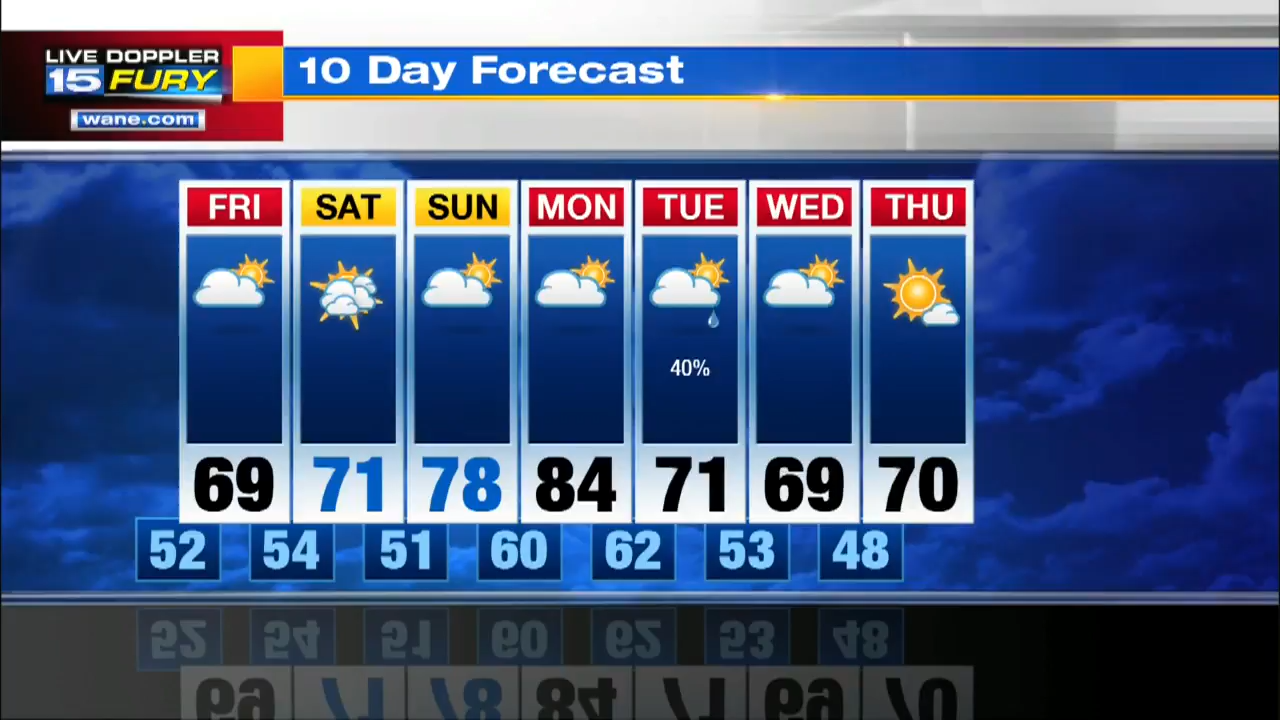 LIVE DOPPLER
15 FURY
wane.com
10 Day Forecast
FRI SAT SUN MON TUE WED THU
40%
69 71 78 84 71 69 70
52 54 51 60 62 53 48